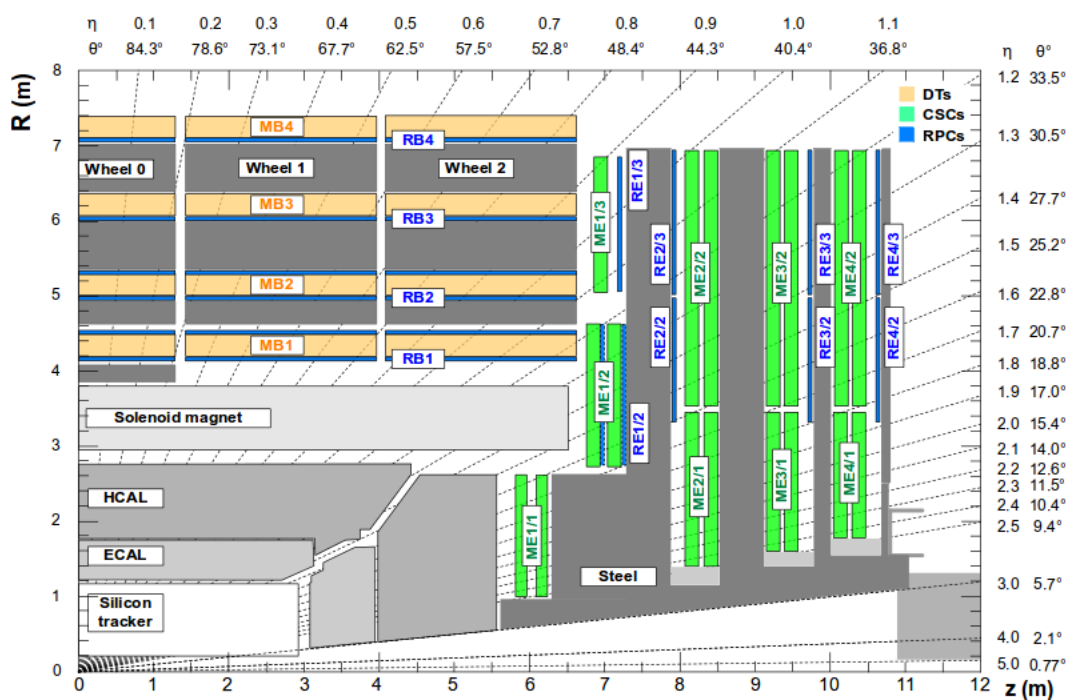 η 0.1 0.2 0.3 0.4 0.5 0.6 0.7 0.8 0.9 1.0 1.1
θ° 84.3° 78.6° 73.1° 67.7° 62.5° 57.5° 52.8° 48.4° 44.3° 40.4° 36.8° η θ°
R (m)
8
7
6
5
4
3
2
1
0
1.2 33.5°
1.3 30.5°
1.4 27.7°
1.5 25.2°
1.6 22.8°
1.7 20.7°
1.8 18.8°
1.9 17.0°
2.0 15.4°
2.1 14.0°
2.2 12.6°
2.3 11.5°
2.4 10.4°
2.5 9.4°
3.0 5.7°
4.0 2.1°
5.0 0.77°
DTs
CSCs
RPCs
MB4
RB4
Wheel 0 Wheel 1 Wheel 2
MB3
RB3
MB2
RB2
MB1
RB1
Solenoid magnet
HCAL
ECAL
Silicon
tracker
Steel
ME1/3
RE1/3
RE2/3
ME2/2
ME3/2
RE3/3
ME4/2
RE4/3
ME1/2
RE1/2
RE2/2
RE3/2
RE4/2
ME1/1
ME2/1
ME3/1
ME4/1
0 1 2 3 4 5 6 7 8 9 10 11 12
z (m)